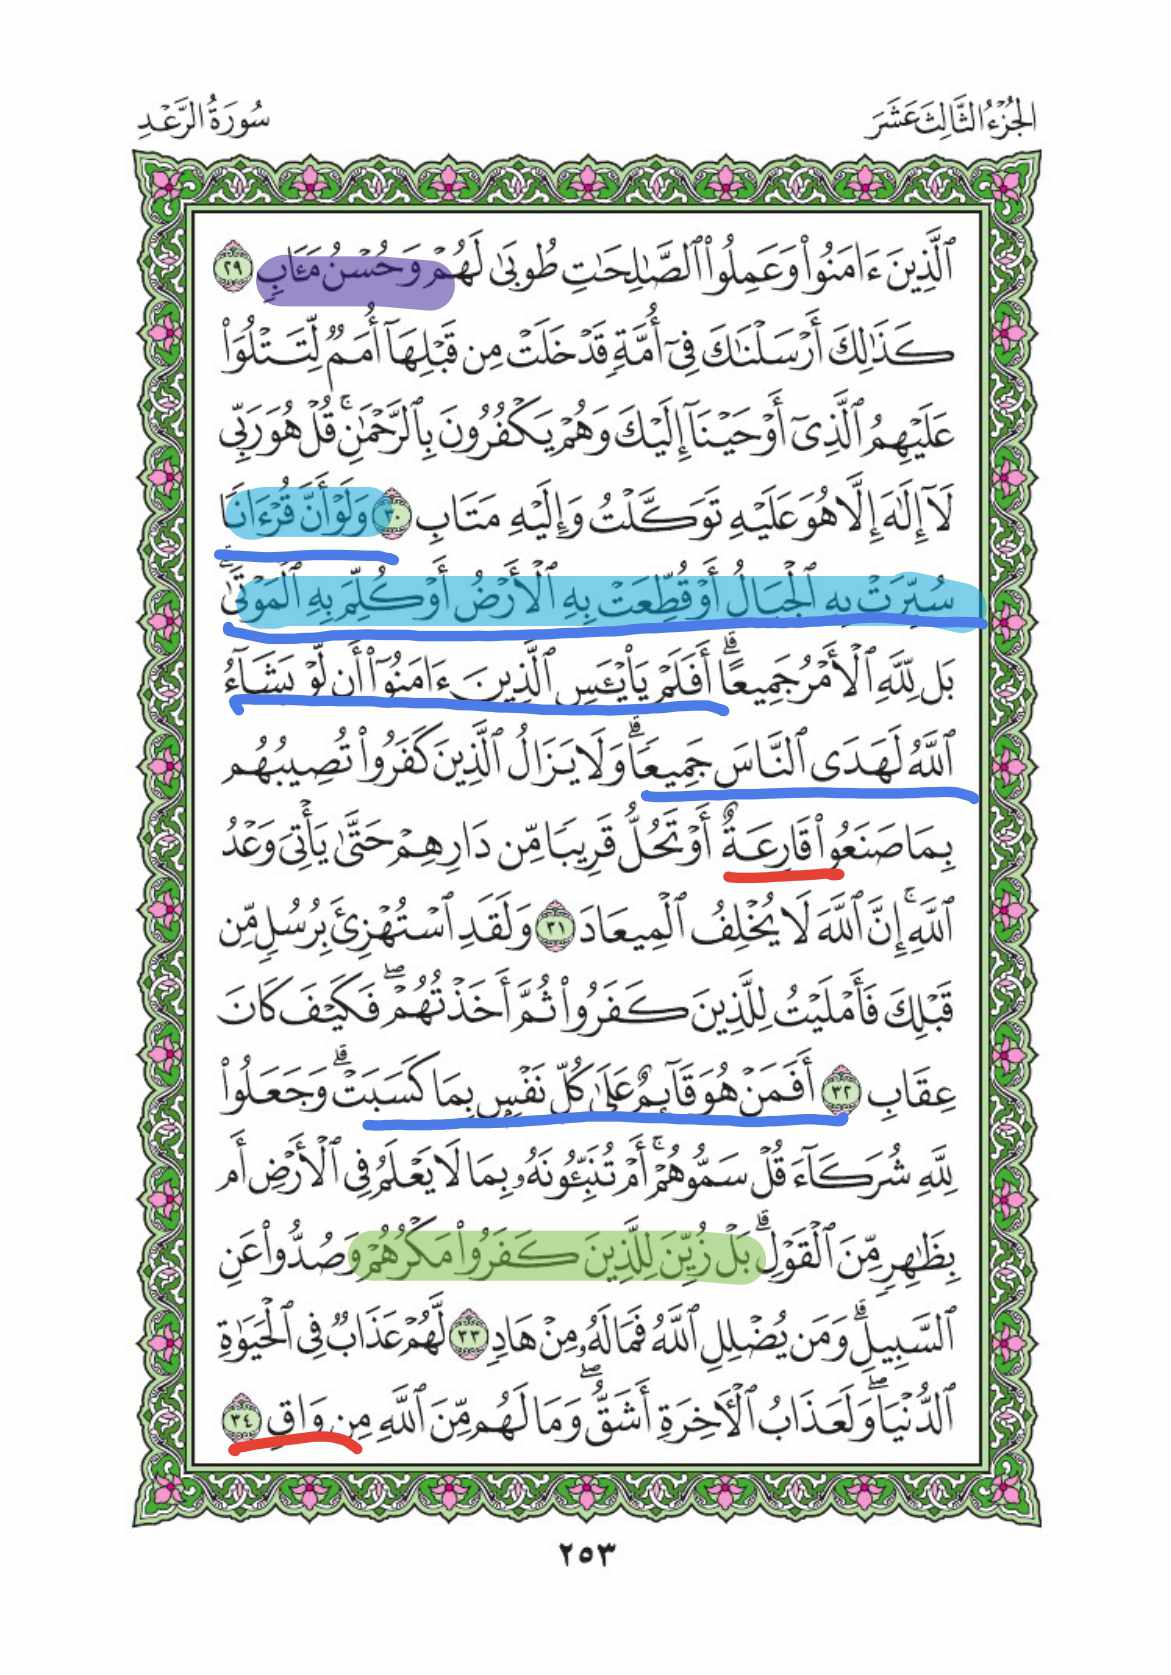 الجُزْءُ الثَّالِثَ عَشَرَ
سُورَةُ الرَّعْدِ
ٱلَّذِينَ ءَامَنُواْ وَعَمِلُواْ ٱلصَّٰلِحَٰتِ طُوبَىٰ لَهُمْ وَحُسْنُ مَـَٔابٖ ٢٩
كَذَٰلِكَ أَرْسَلْنَٰكَ فِيٓ أُمَّةٖ قَدْ خَلَتْ مِن قَبْلِهَآ أُمَمٞ لِّتَتْلُوَاْ
عَلَيْهِمُ ٱلَّذِيٓ أَوْحَيْنَآ إِلَيْكَ وَهُمْ يَكْفُرُونَ بِٱلرَّحْمَٰنِۚ قُلْ هُوَ رَبِّي
لَآ إِلَٰهَ إِلَّا هُوَ عَلَيْهِ تَوَكَّلْتُ وَإِلَيْهِ مَتَابِ ٣٠ وَلَوْ أَنَّ قُرْءَانٗا
سُيِّرَتْ بِهِ ٱلْجِبَالُ أَوْ قُطِّعَتْ بِهِ ٱلْأَرْضُ أَوْ كُلِّمَ بِهِ ٱلْمَوْتَىٰۗ
بَل لِّلَّهِ ٱلْأَمْرُ جَمِيعًاۗ أَفَلَمْ يَاْيْـَٔسِ ٱلَّذِينَ ءَامَنُوٓاْ أَن لَّوْ يَشَآءُ
ٱللَّهُ لَهَدَى ٱلنَّاسَ جَمِيعٗاۗ وَلَا يَزَالُ ٱلَّذِينَ كَفَرُواْ تُصِيبُهُم
بِمَا صَنَعُواْ قَارِعَةٌ أَوْ تَحُلُّ قَرِيبٗا مِّن دَارِهِمْ حَتَّىٰ يَأْتِيَ وَعْدُ
ٱللَّهِۚ إِنَّ ٱللَّهَ لَا يُخْلِفُ ٱلْمِيعَادَ ٣١ وَلَقَدِ ٱسْتُهْزِئَ بِرُسُلٖ مِّن
قَبْلِكَ فَأَمْلَيْتُ لِلَّذِينَ كَفَرُواْ ثُمَّ أَخَذْتُهُمْۖ فَكَيْفَ كَانَ
عِقَابِ ٣٢ أَفَمَنْ هُوَ قَآئِمٌ عَلَىٰ كُلِّ نَفْسِۭ بِمَا كَسَبَتْۗ وَجَعَلُواْ
لِلَّهِ شُرَكَآءَ قُلْ سَمُّوهُمْۚ أَمْ تُنَبِّـُٔونَهُۥ بِمَا لَا يَعْلَمُ فِي ٱلْأَرْضِ أَم
بِظَٰهِرٖ مِّنَ ٱلْقَوْلِۗ بَلْ زُيِّنَ لِلَّذِينَ كَفَرُواْ مَكْرُهُمْ وَصُدُّواْ عَنِ
ٱلسَّبِيلِۗ وَمَن يُضْلِلِ ٱللَّهُ فَمَا لَهُۥ مِنْ هَادٖ ٣٣ لَّهُمْ عَذَابٞ فِي ٱلْحَيَوٰةِ
ٱلدُّنْيَاۖ وَلَعَذَابُ ٱلْأٓخِرَةِ أَشَقُّۖ وَمَا لَهُم مِّنَ ٱللَّهِ مِن وَاقٖ ٣٤
٢٥٣